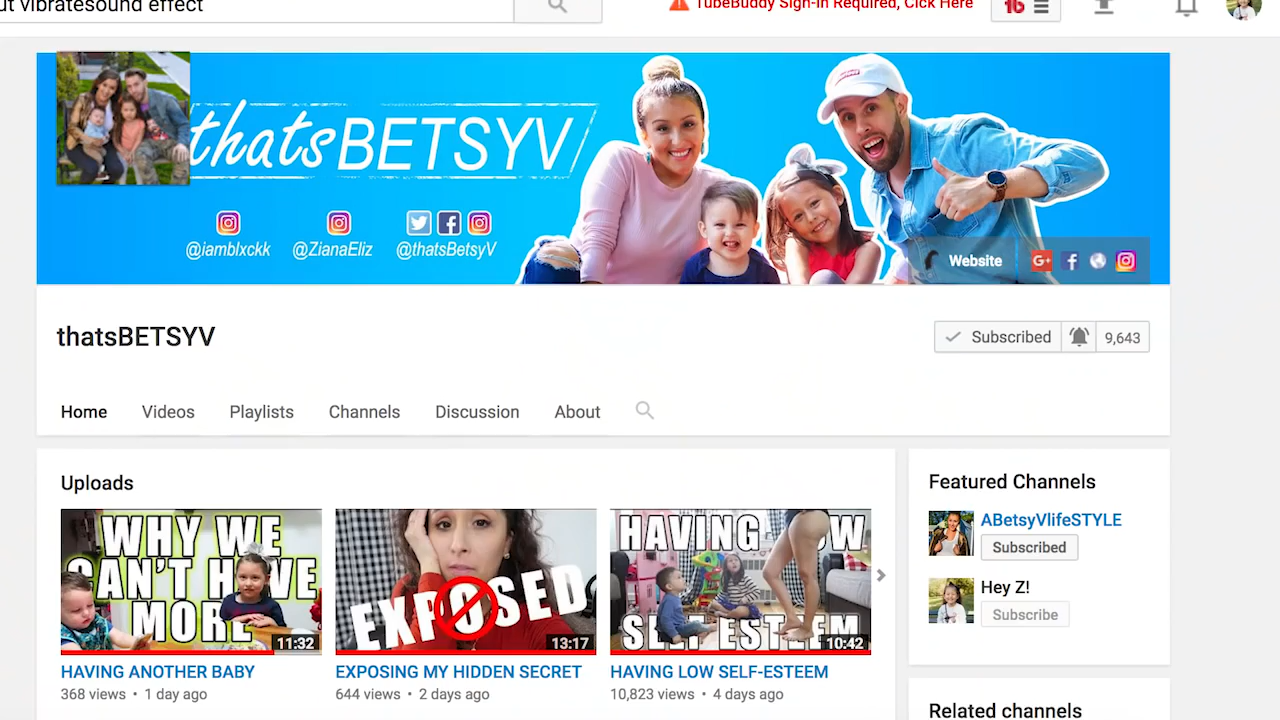 ut vibratesound effect
TubeBuddy Sign-In Required, Click Here
thatsBETSYV
@iamblxckk @ZianaEliz @thatsBetsyV
Website
G+
thatsBETSYV
Subscribed 9,643
Home Videos Playlists Channels Discussion About
Uploads
WHY WE
CAN'T HAVE
MORE
11:32
HAVING ANOTHER BABY
368 views • 1 day ago
EXPOSED
13:17
EXPOSING MY HIDDEN SECRET
644 views • 2 days ago
HAVING LOW
SELF ESTEEM
10:42
HAVING LOW SELF-ESTEEM
10,823 views • 4 days ago
Featured Channels
ABetsyVlifeSTYLE
Subscribed
Hey Z!
Subscribe
Related channels